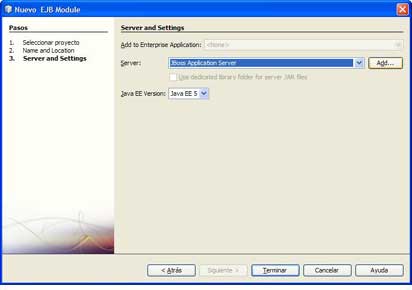 Nuevo EJB Module
Pasos
1. Seleccionar proyecto
2. Name and Location
3. Server and Settings
Server and Settings
Add to Enterprise Application: <None>
Server: JBoss Application Server Add...
Use dedicated library folder for server JAR files
Java EE Version: Java EE 5
< Atrás Siguiente > Terminar Cancelar Ayuda